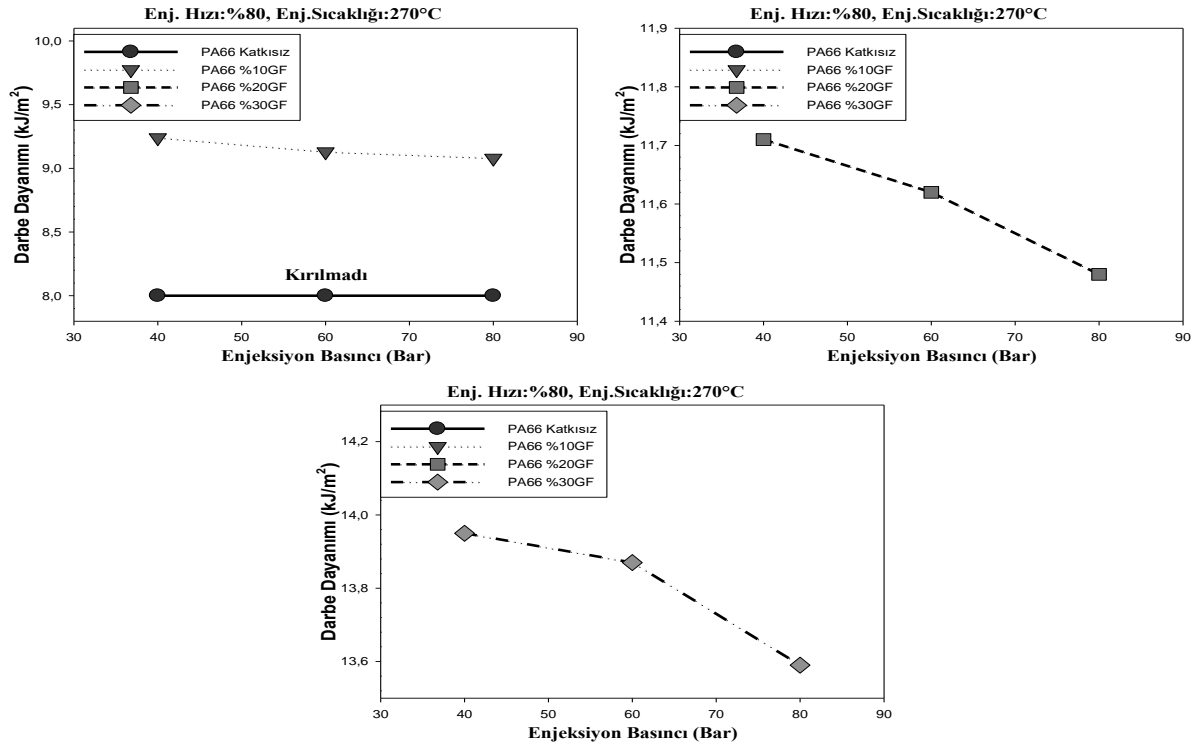 Enj. Hızı:%80, Enj.Sıcaklığı:270°C
10,0
9,5
9,0
8,5
8,0
Darbe Dayanımı (kJ/m²)
PA66 Katkısız
PA66 %10GF
PA66 %20GF
PA66 %30GF
Kırılmadı
30 40 50 60 70 80 90
Enjeksiyon Basıncı (Bar)
Enj. Hızı:%80, Enj.Sıcaklığı:270°C
11,9
11,8
11,7
11,6
11,5
11,4
Darbe Dayanımı (kJ/m²)
PA66 Katkısız
PA66 %10GF
PA66 %20GF
PA66 %30GF
30 40 50 60 70 80 90
Enjeksiyon Basıncı (Bar)
Enj. Hızı:%80, Enj.Sıcaklığı:270°C
14,2
14,0
13,8
13,6
Darbe Dayanımı (kJ/m²)
PA66 Katkısız
PA66 %10GF
PA66 %20GF
PA66 %30GF
30 40 50 60 70 80 90
Enjeksiyon Basıncı (Bar)